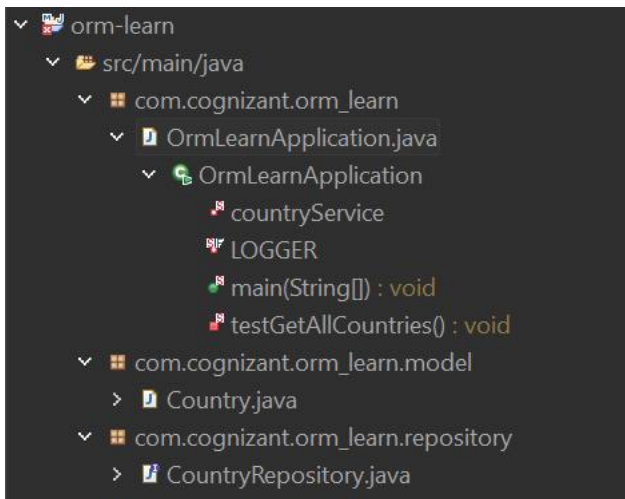 orm-learn
src/main/java
com.cognizant.orm_learn
OrmLearnApplication.java
OrmLearnApplication
countryService
LOGGER
main(String[]) : void
testGetAllCountries() : void
com.cognizant.orm_learn.model
Country.java
com.cognizant.orm_learn.repository
CountryRepository.java